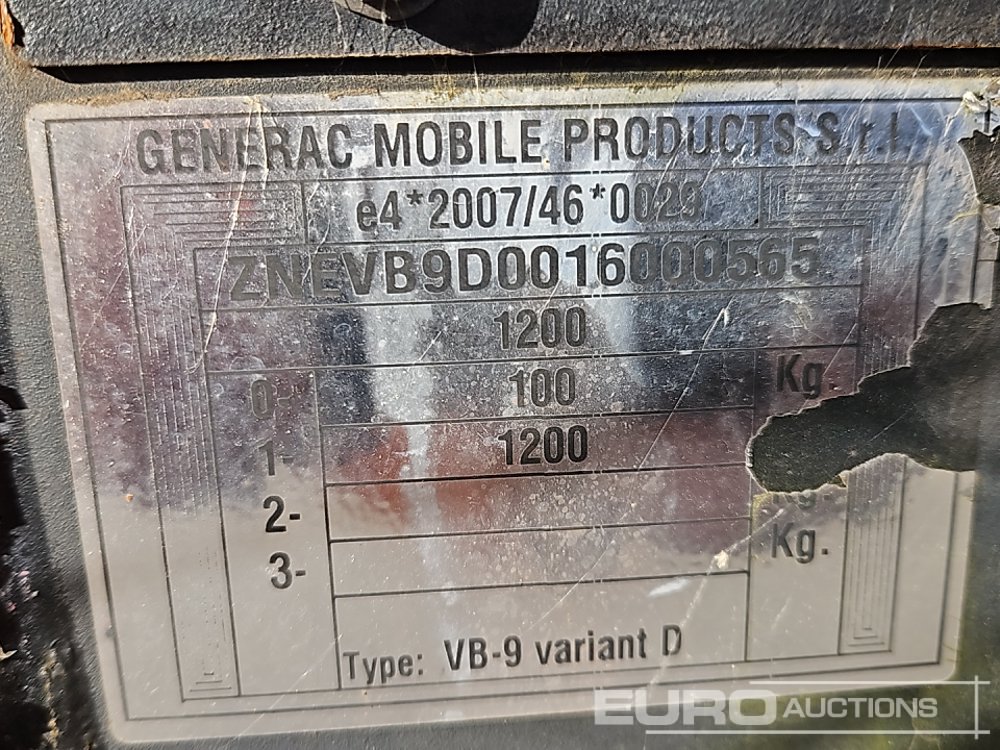 GENERAC MOBILE PRODUCTS S.r.l.
e4*2007/46*0029
ZNEVB9D0016000565
1200
0- 100 Kg.
1- 1200
2-
3- Kg.
Type: VB-9 variant D
EURO AUCTIONS